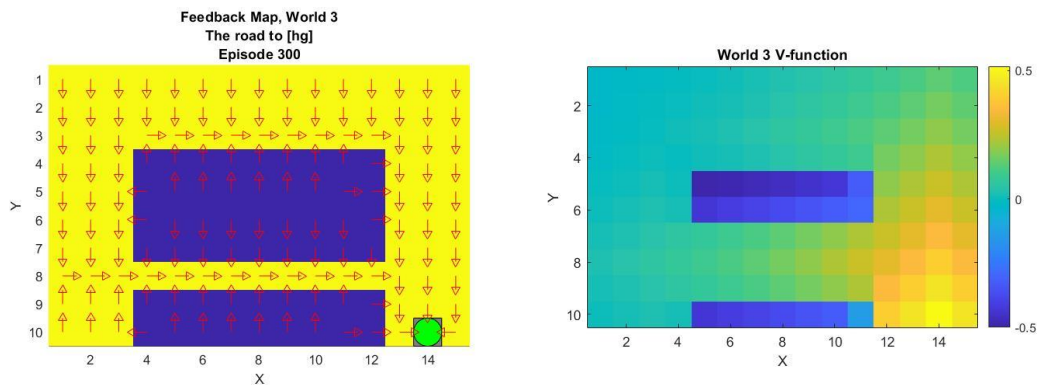 Feedback Map, World 3
The road to [hg]
Episode 300
1
2
3
4
5
6
7
8
9
10
Y
2 4 6 8 10 12 14
X
World 3 V-function
2
4
6
8
10
Y
2 4 6 8 10 12 14
X
0.5
0
-0.5